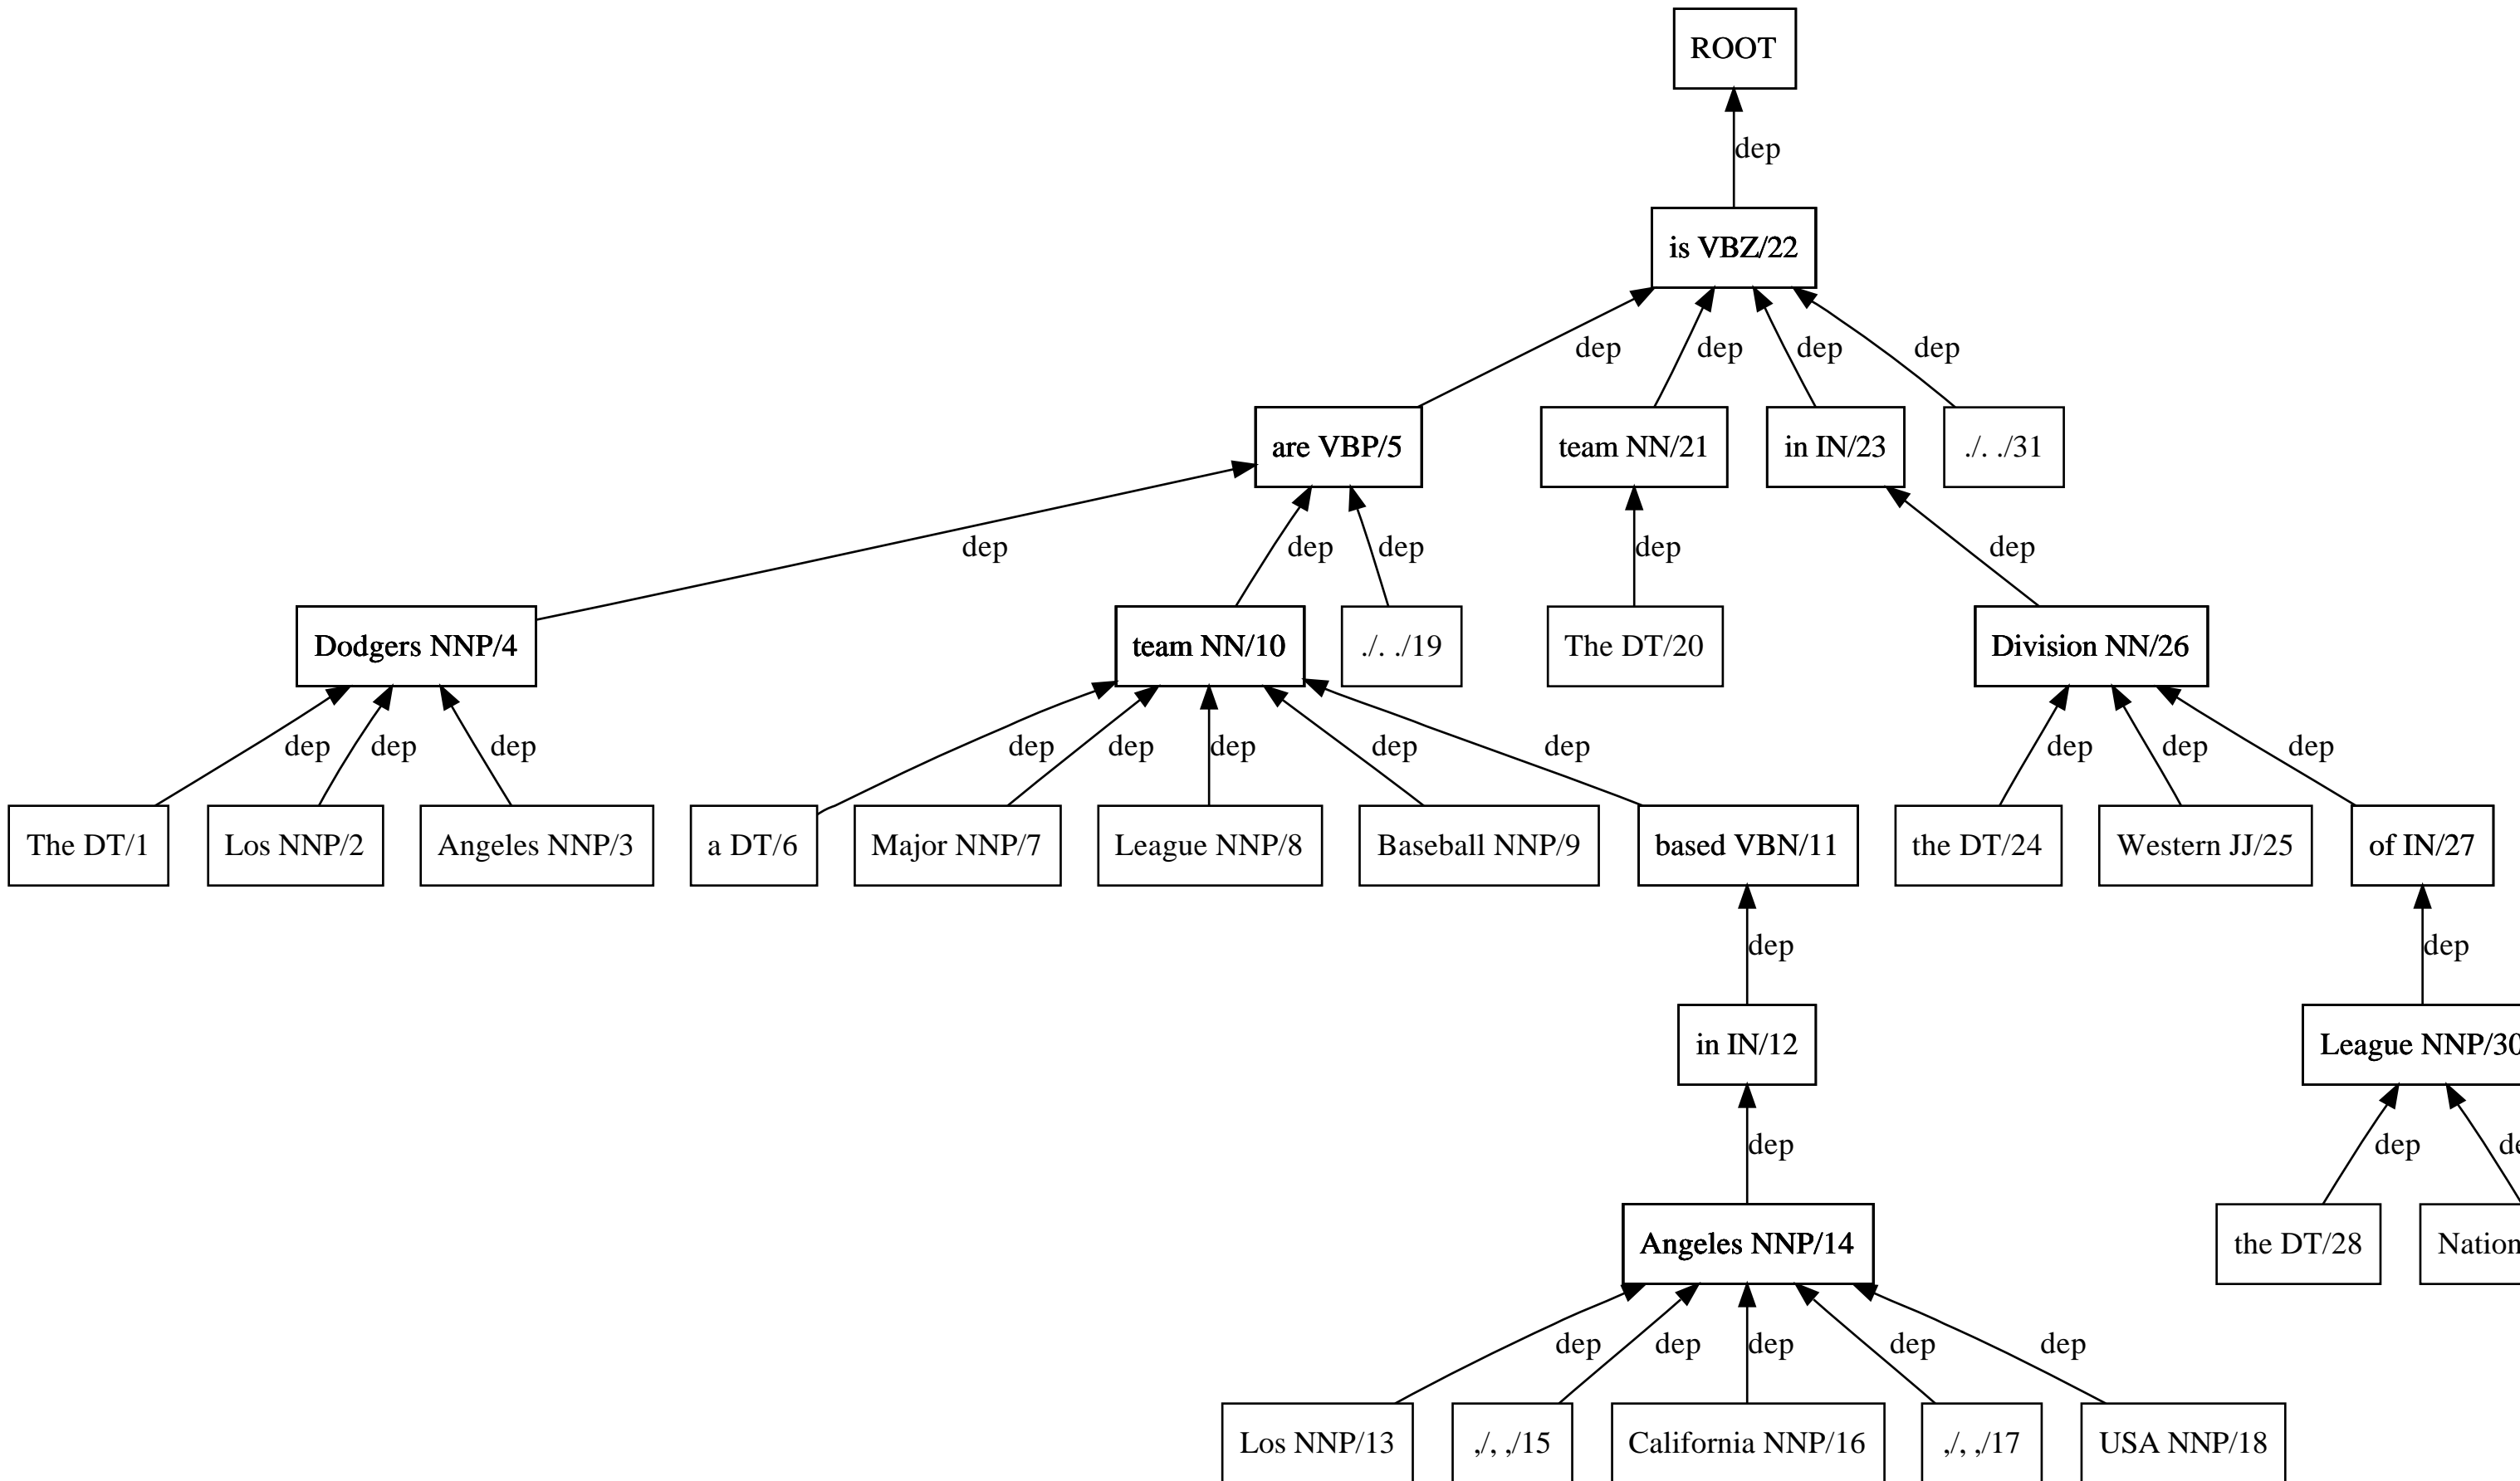 ROOT
dep
is VBZ/22
dep dep dep dep
are VBP/5 team NN/21 in IN/23 ./. ./31
dep dep dep dep dep
Dodgers NNP/4 team NN/10 ./. ./19 The DT/20 Division NN/26
dep dep dep dep dep dep dep dep dep dep dep
The DT/1 Los NNP/2 Angeles NNP/3 a DT/6 Major NNP/7 League NNP/8 Baseball NNP/9 based VBN/11 the DT/24 Western JJ/25 of IN/27
dep dep
in IN/12 League NNP/30
dep dep
Angeles NNP/14 the DT/28
dep dep dep dep dep
Los NNP/13 ,/, ,/15 California NNP/16 ,/, ,/17 USA NNP/18